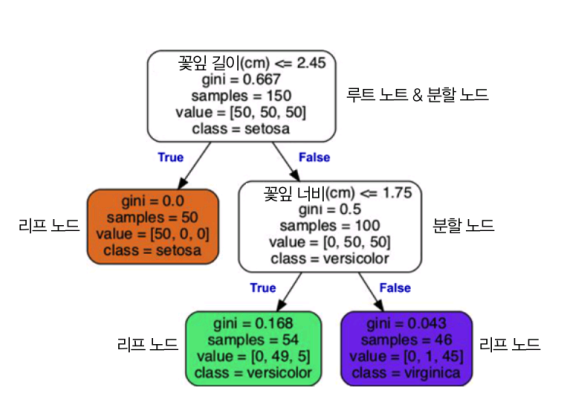 꽃잎 길이(cm) <= 2.45
gini = 0.667
samples = 150
value = [50, 50, 50]
class = setosa
루트 노트 & 분할 노드
True
False
리프 노드
gini = 0.0
samples = 50
value = [50, 0, 0]
class = setosa
꽃잎 너비(cm) <= 1.75
gini = 0.5
samples = 100
value = [0, 50, 50]
class = versicolor
분할 노드
True
False
리프 노드
gini = 0.168
samples = 54
value = [0, 49, 5]
class = versicolor
gini = 0.043
samples = 46
value = [0, 1, 45]
class = virginica
리프 노드